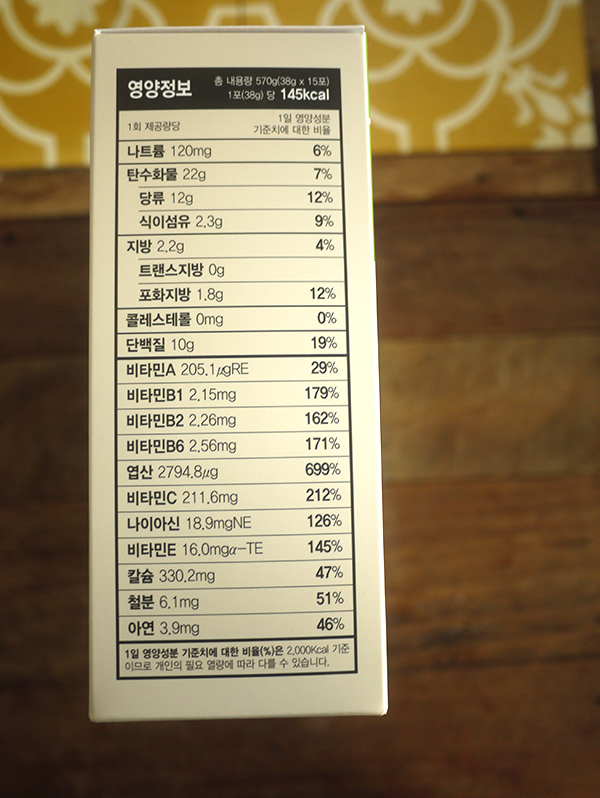 영양정보 총 내용량 570g(38g x 15포)
1포(38g) 당 145kcal
1회 제공량당 1일 영양성분
기준치에 대한 비율
나트륨 120mg 6%
탄수화물 22g 7%
당류 12g 12%
식이섬유 2.3g 9%
지방 2.2g 4%
트랜스지방 0g
포화지방 1.8g 12%
콜레스테롤 0mg 0%
단백질 10g 19%
비타민A 205.1μgRE 29%
비타민B1 2.15mg 179%
비타민B2 2.26mg 162%
비타민B6 2.56mg 171%
엽산 2794.8μg 699%
비타민C 211.6mg 212%
나이아신 18.9mgNE 126%
비타민E 16.0mgα-TE 145%
칼슘 330.2mg 47%
철분 6.1mg 51%
아연 3.9mg 46%
1일 영양성분 기준치에 대한 비율(%)은 2,000Kcal 기준
이므로 개인의 필요 열량에 따라 다를 수 있습니다.